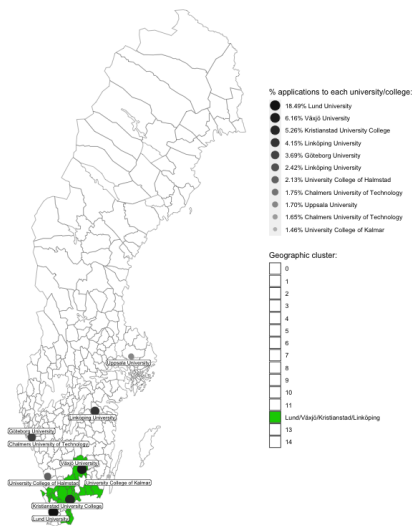 % applications to each university/college:
18.49% Lund University
6.16% Växjö University
5.26% Kristianstad University College
4.15% Linköping University
3.69% Göteborg University
2.42% Linköping University
2.13% University College of Halmstad
1.75% Chalmers University of Technology
1.70% Uppsala University
1.65% Chalmers University of Technology
1.46% University College of Kalmar
Geographic cluster:
0
1
2
3
4
5
6
7
8
9
10
11
Lund/Växjö/Kristianstad/Linköping
13
14
Uppsala University
Linköping University
Göteborg University
Chalmers University of Technology
Växjö University
University College of Halmstad
University College of Kalmar
Kristianstad University College
Lund University